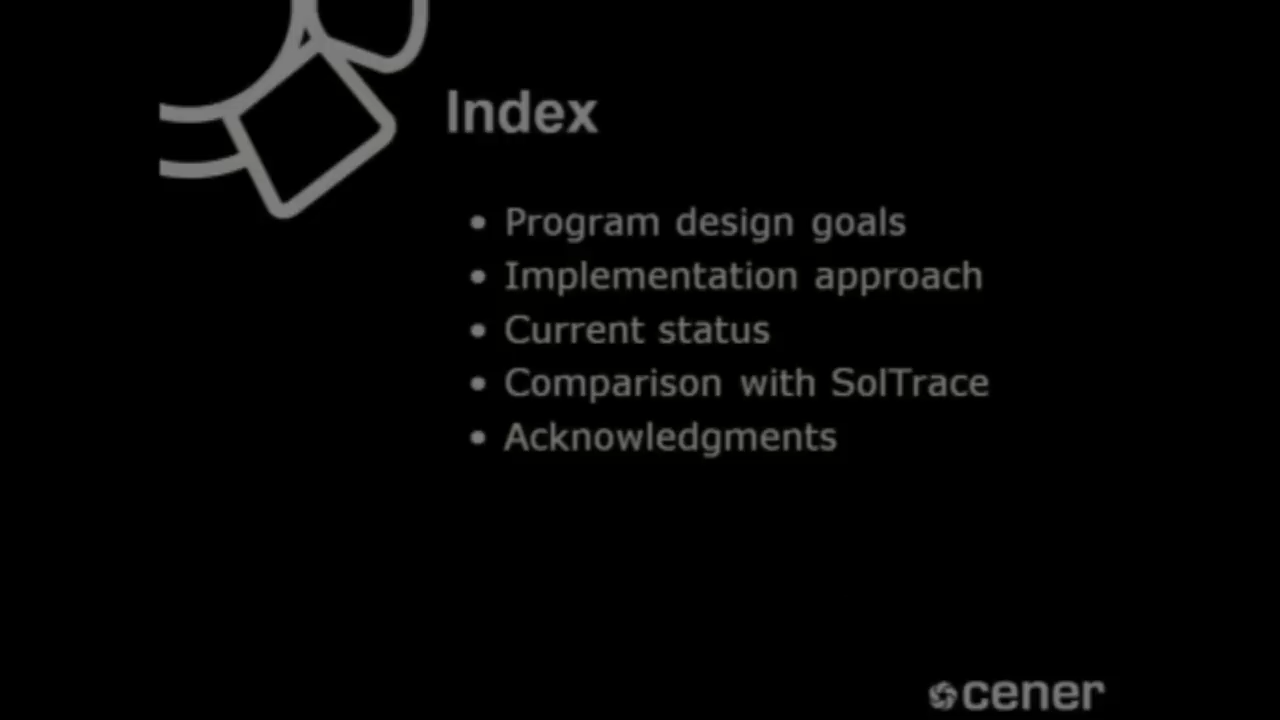 Index
• Program design goals
• Implementation approach
• Current status
• Comparison with SolTrace
• Acknowledgments
cener